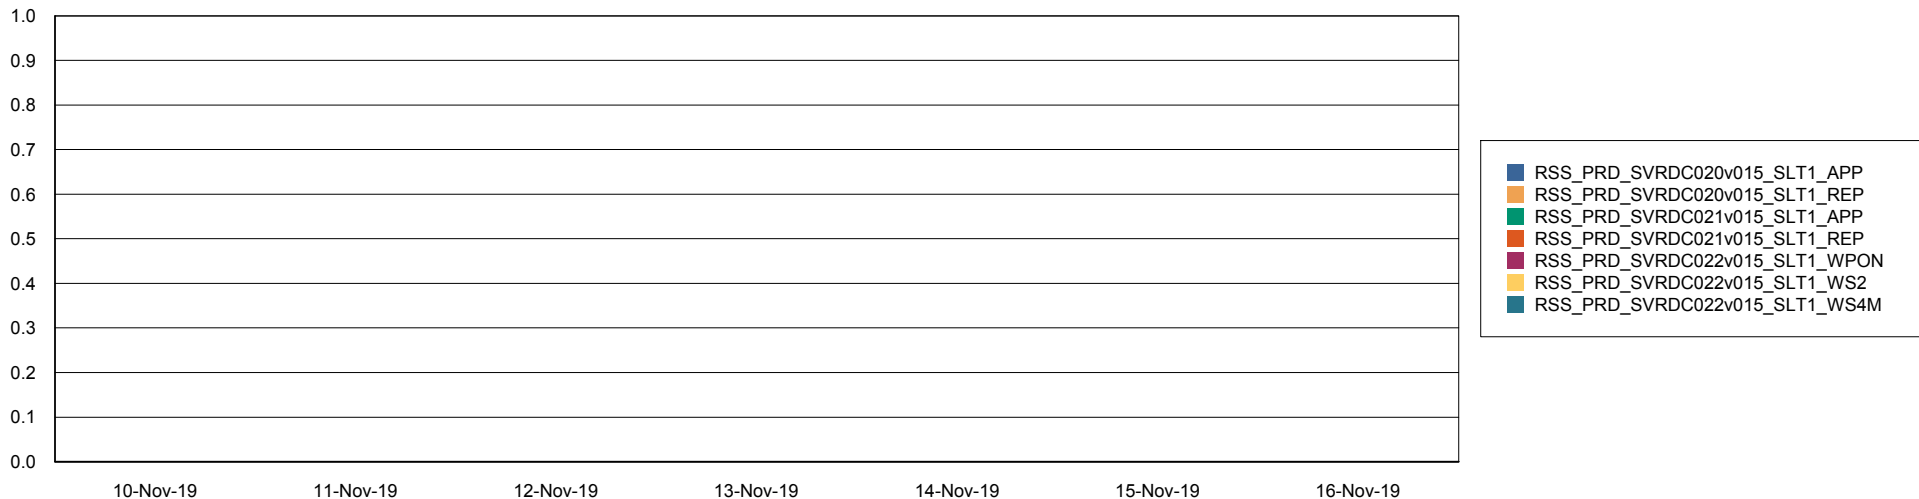 1.0
0.9
0.8
0.7
0.6
0.5
0.4
0.3
0.2
0.1
0.0
10-Nov-19 11-Nov-19 12-Nov-19 13-Nov-19 14-Nov-19 15-Nov-19 16-Nov-19
RSS_PRD_SVRDC020v015_SLT1_APP
RSS_PRD_SVRDC020v015_SLT1_REP
RSS_PRD_SVRDC021v015_SLT1_APP
RSS_PRD_SVRDC021v015_SLT1_REP
RSS_PRD_SVRDC022v015_SLT1_WPON
RSS_PRD_SVRDC022v015_SLT1_WS2
RSS_PRD_SVRDC022v015_SLT1_WS4M